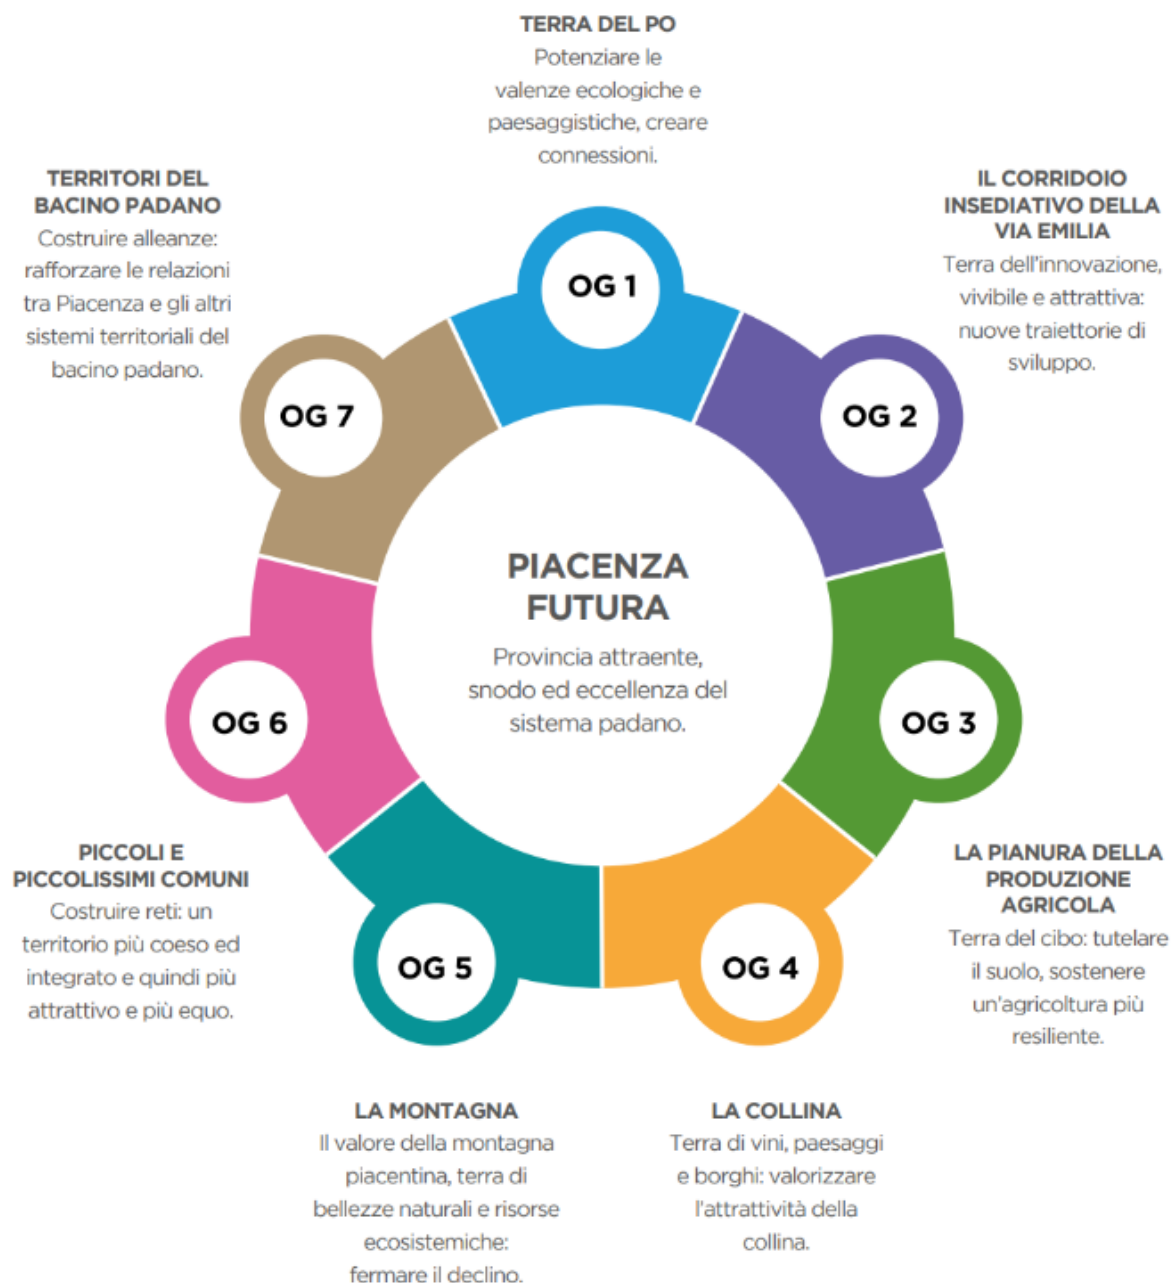 TERRA DEL PO
Potenziare le
valenze ecologiche e
paesaggistiche, creare
connessioni.
OG 1
IL CORRIDOIO
INSEDIATIVO DELLA
VIA EMILIA
Terra dell'innovazione,
vivibile e attrattiva:
nuove traiettorie di
sviluppo.
OG 2
LA PIANURA DELLA
PRODUZIONE
AGRICOLA
Terra del cibo: tutelare
il suolo, sostenere
un'agricoltura più
resiliente.
OG 3
LA COLLINA
Terra di vini, paesaggi
e borghi: valorizzare
l'attrattività della
collina.
OG 4
LA MONTAGNA
Il valore della montagna
piacentina, terra di
bellezze naturali e risorse
ecosistemiche:
fermare il declino.
OG 5
PICCOLI E
PICCOLISSIMI COMUNI
Costruire reti: un
territorio più coeso ed
integrato e quindi più
attrattivo e più equo.
OG 6
TERRITORI DEL
BACINO PADANO
Costruire alleanze:
rafforzare le relazioni
tra Piacenza e gli altri
sistemi territoriali del
bacino padano.
OG 7
PIACENZA
FUTURA
Provincia attraente,
snodo ed eccellenza del
sistema padano.